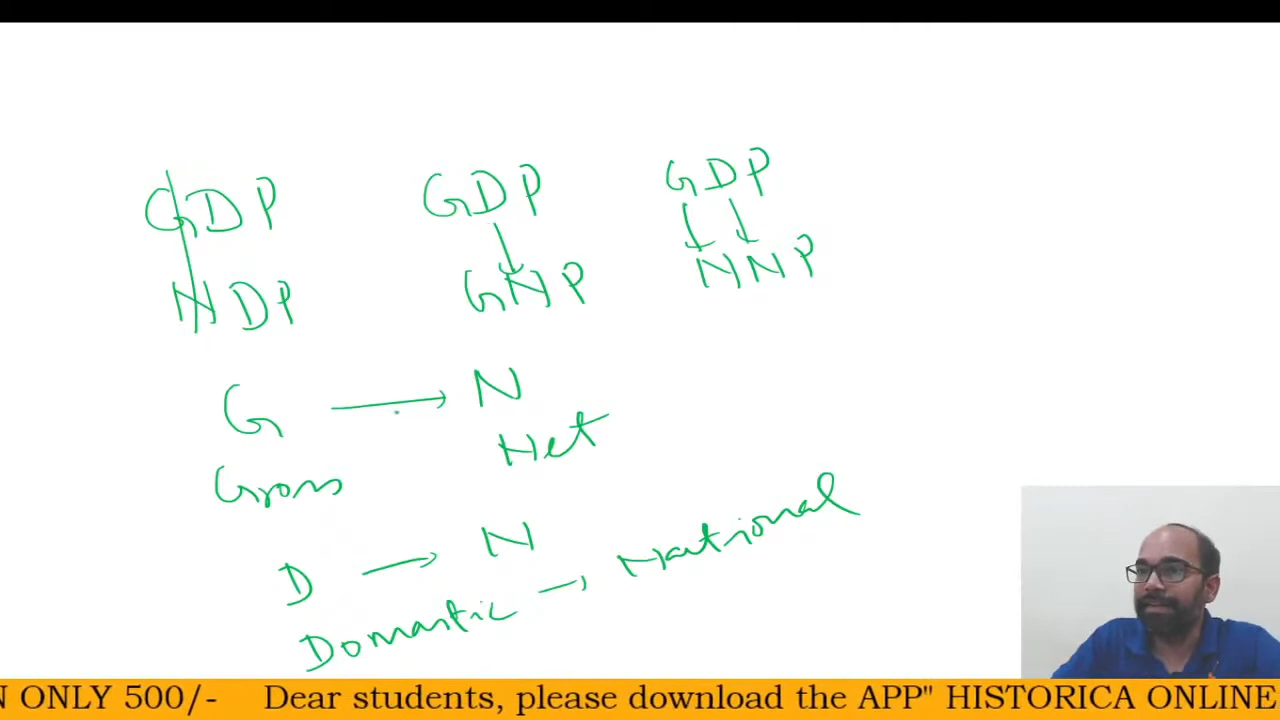 GDP GDP GDP
NDP GNP NNP
G → N
Gross Net
D → N
Domastic → National
N ONLY 500/- Dear students, please download the APP" HISTORICA ONLINE